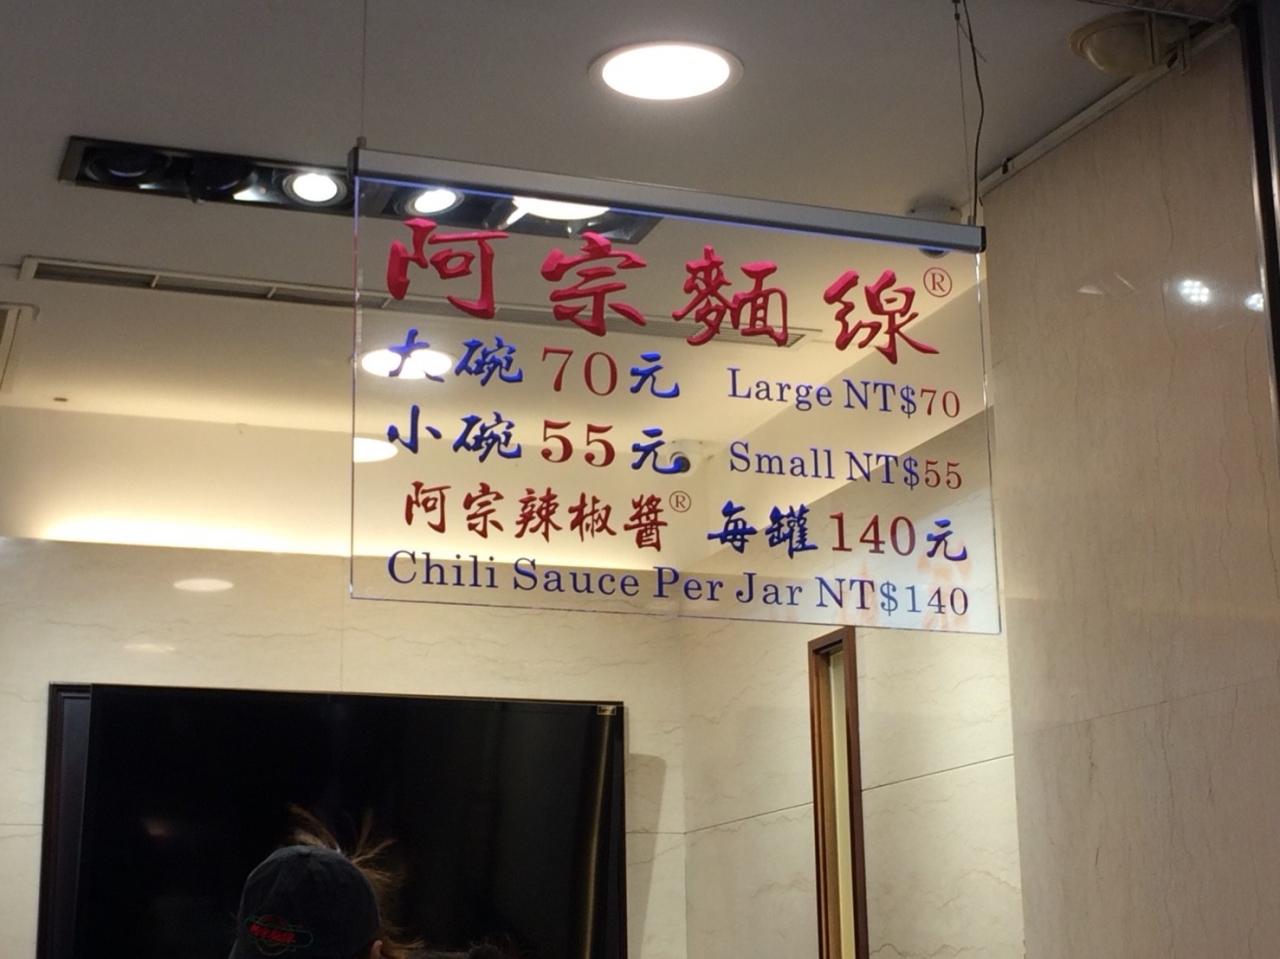 阿宗麵線®
大碗 70元 Large NT$70
小碗 55元 Small NT$55
阿宗辣椒醬® 每罐 140元
Chili Sauce Per Jar NT$140